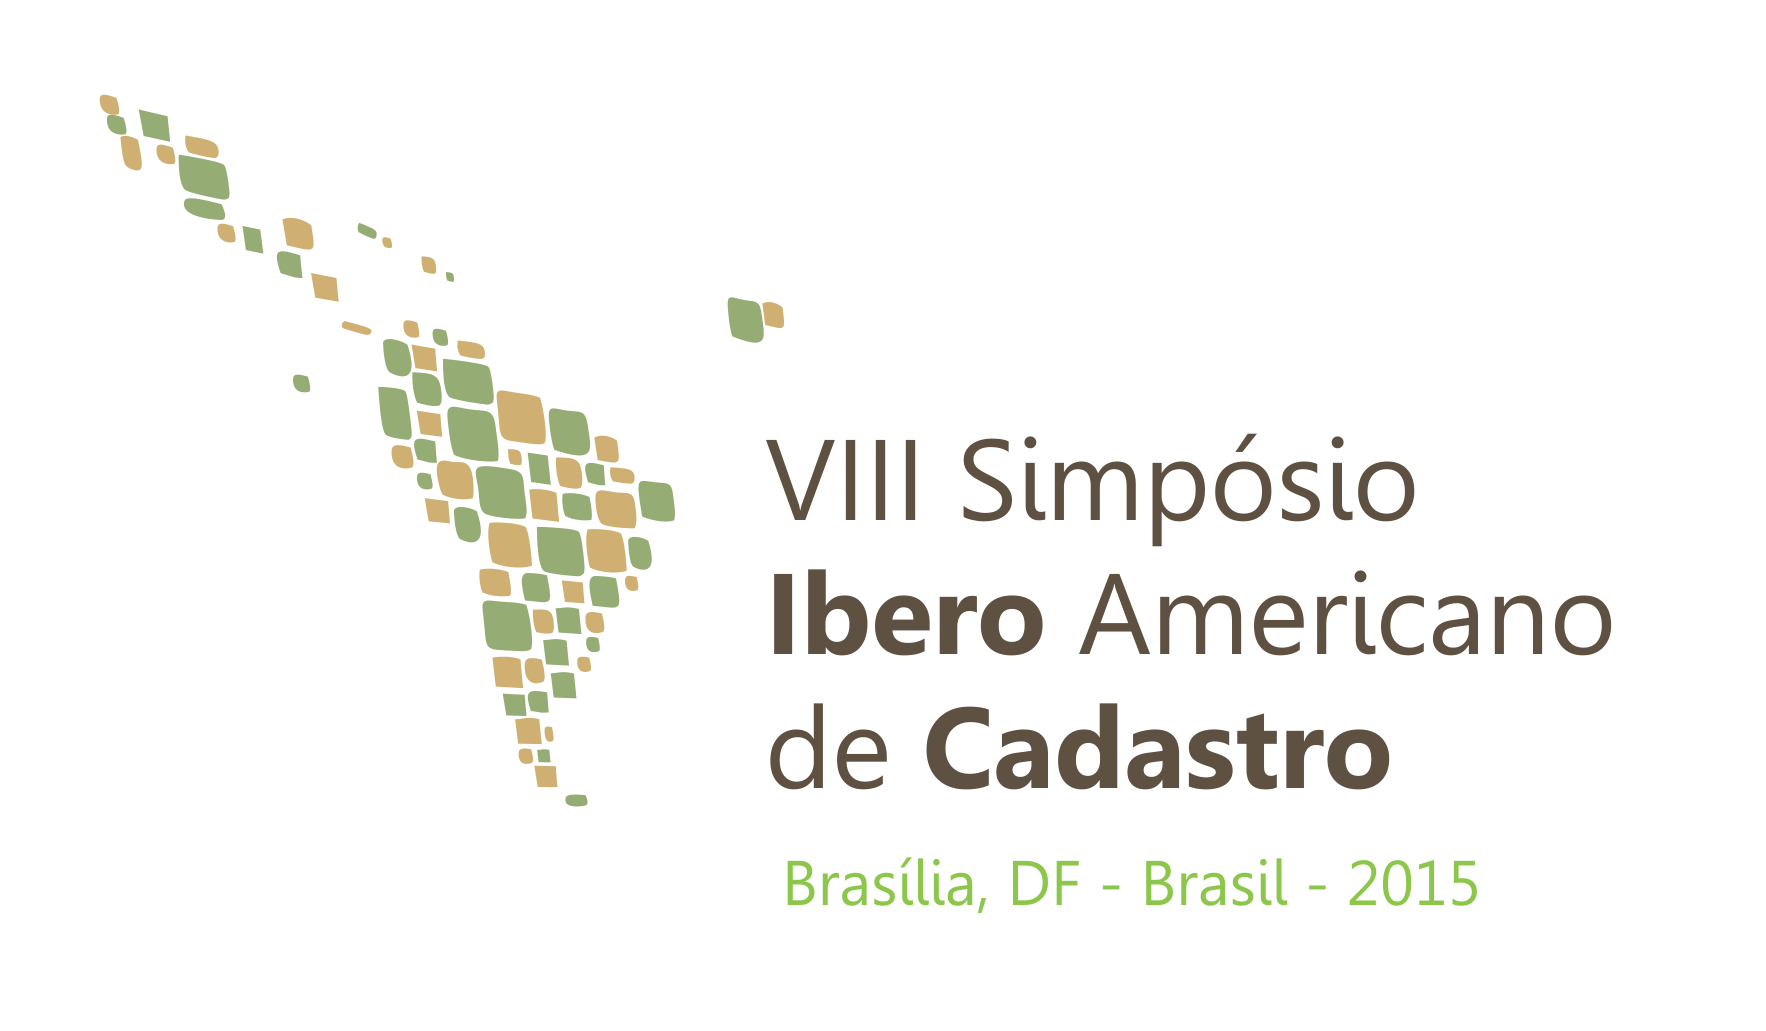 VIII Simpósio
Ibero Americano
de Cadastro
Brasília, DF - Brasil - 2015